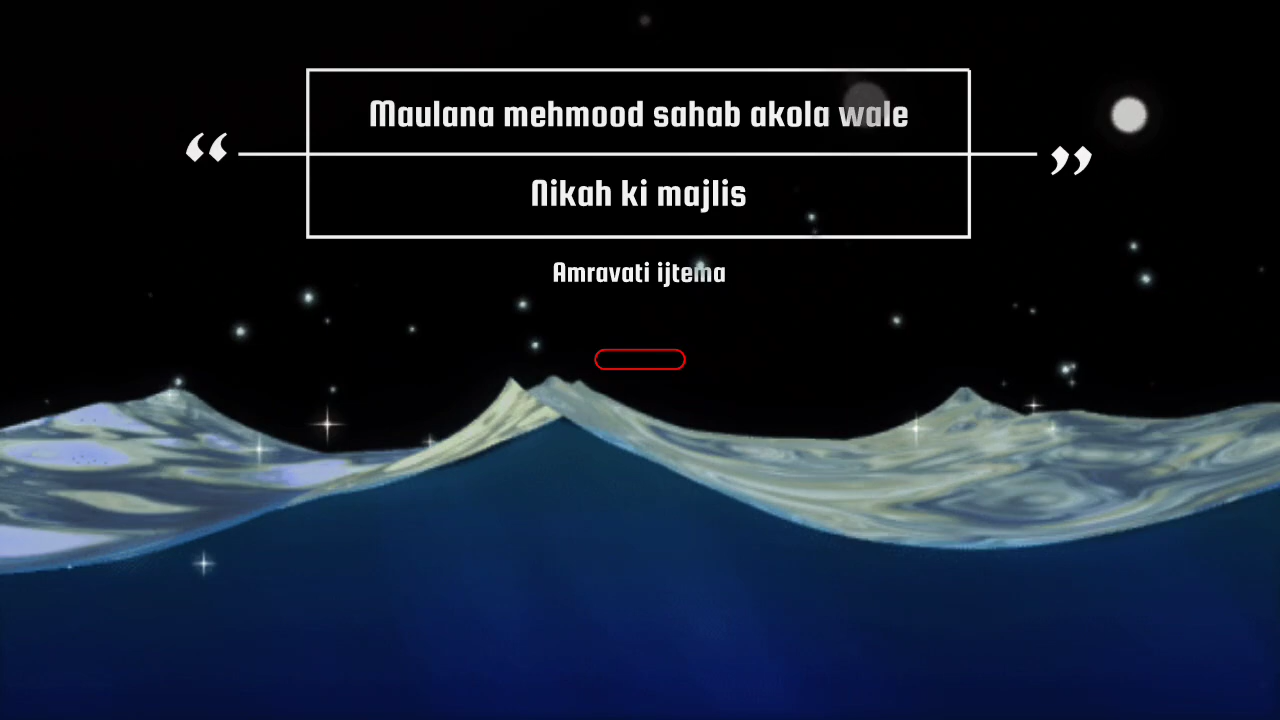 Maulana mehmood sahab akola wale
“ ”
Nikah ki majlis
Amravati ijtema